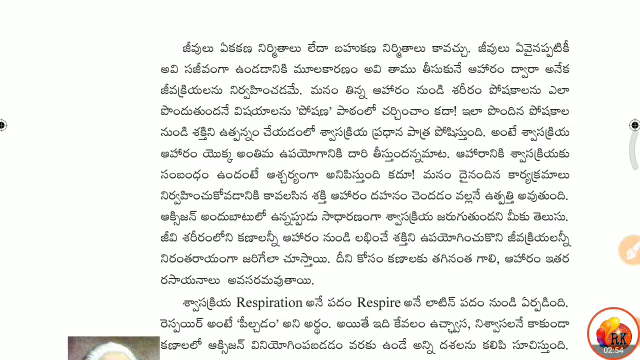 జీవులు ఏకకణ నిర్మితాలు లేదా బహుకణ నిర్మితాలు కావచ్చు. జీవులు ఏవైనప్పటికీ
అవి సజీవంగా ఉండడానికి మూలకారణం అవి తాము తీసుకునే ఆహారం ద్వారా అనేక
జీవక్రియలను నిర్వహించడమే. మనం తిన్న ఆహారం నుండి శరీరం పోషకాలను ఎలా
పొందుతుందనే విషయాలను 'పోషణ' పాఠంలో చర్చించాం కదా! ఇలా పొందిన పోషకాల
నుండి శక్తిని ఉత్పన్నం చేయడంలో శ్వాసక్రియ ప్రధాన పాత్ర పోషిస్తుంది. అంటే శ్వాసక్రియ
ఆహారం యొక్క అంతిమ ఉపయోగానికి దారి తీస్తుందన్నమాట. ఆహారానికి శ్వాసక్రియకు
సంబంధం ఉందంటే ఆశ్చర్యంగా అనిపిస్తుంది కదూ! మనం దైనందిన కార్యక్రమాలు
నిర్వహించుకోవడానికి కావలసిన శక్తి ఆహారం దహనం చెందడం వల్లనే ఉత్పత్తి అవుతుంది.
ఆక్సిజన్ అందుబాటులో ఉన్నప్పుడు సాధారణంగా శ్వాసక్రియ జరుగుతుందని మీకు తెలుసు.
జీవి శరీరంలోని కణాలన్నీ ఆహారం నుండి లభించే శక్తిని ఉపయోగించుకొని జీవక్రియలన్నీ
నిరంతరాయంగా జరిగేలా చూస్తాయి. దీని కోసం కణాలకు తగినంత గాలి, ఆహారం ఇతర
రసాయనాలు అవసరమవుతాయి.
శ్వాసక్రియ Respiration అనే పదం Respire అనే లాటిన్ పదం నుండి ఏర్పడింది.
రెస్పయిర్ అంటే 'పీల్చడం' అని అర్థం. అయితే ఇది కేవలం ఉచ్ఛ్వాస, నిశ్వాసలనే కాకుండా
కణాలలో ఆక్సిజన్ వినియోగింపబడడం వరకు ఉండే అన్ని దశలను కలిపి సూచిస్తుంది.
RK
02:54